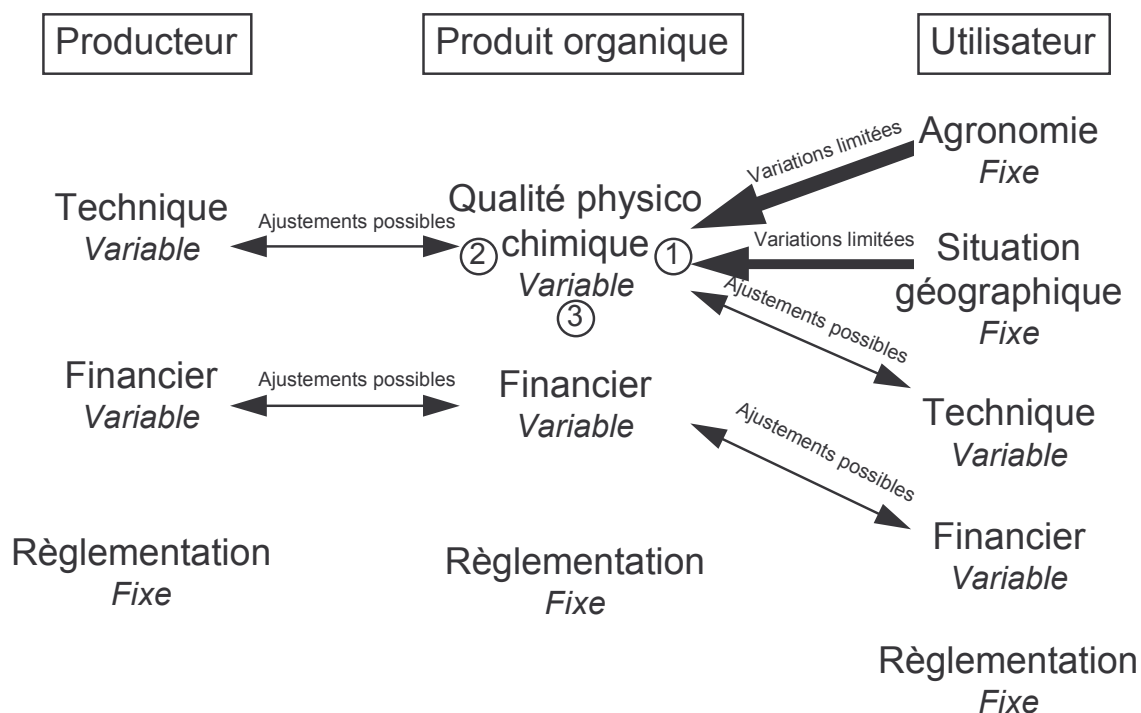 Producteur
Produit organique
Utilisateur
Agronomie
Fixe
Variations limitées
Qualité physico
chimique
Variable
1
2
3
Technique
Variable
Ajustements possibles
Variations limitées
Situation
géographique
Fixe
Ajustements possibles
Financier
Variable
Ajustements possibles
Financier
Variable
Technique
Variable
Ajustements possibles
Financier
Variable
Règlementation
Fixe
Règlementation
Fixe
Règlementation
Fixe